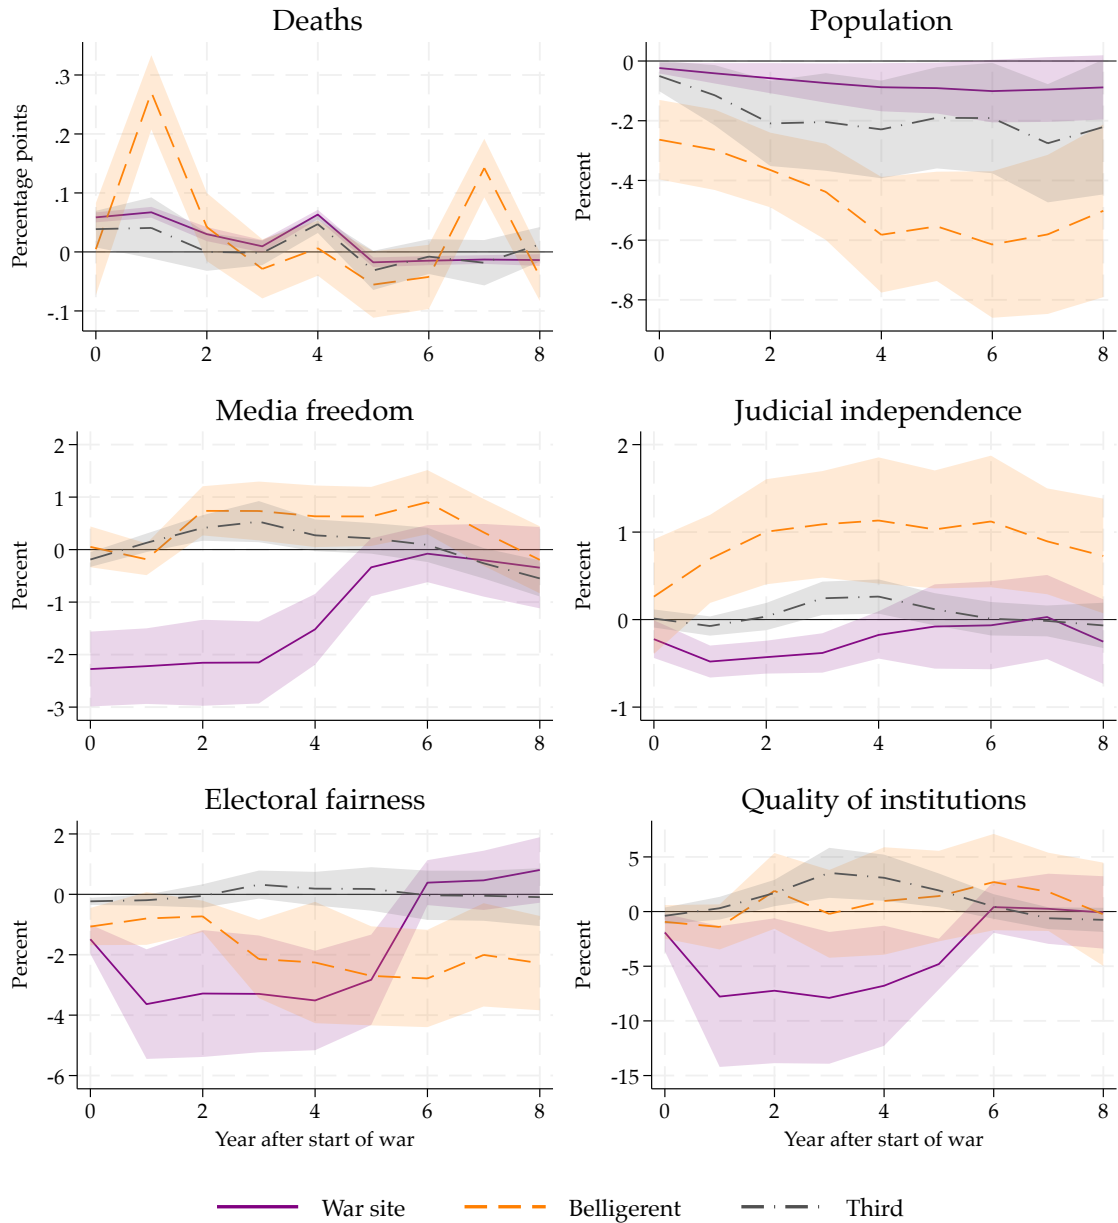 Deaths
Percentage points
.3
.2
.1
0
-.1
0 2 4 6 8
Population
Percent
0
-.2
-.4
-.6
-.8
0 2 4 6 8
Media freedom
Percent
2
1
0
-1
-2
-3
0 2 4 6 8
Judicial independence
Percent
2
1
0
-1
0 2 4 6 8
Electoral fairness
Percent
2
0
-2
-4
-6
0 2 4 6 8
Year after start of war
Quality of institutions
Percent
5
0
-5
-10
-15
0 2 4 6 8
Year after start of war
War site Belligerent Third